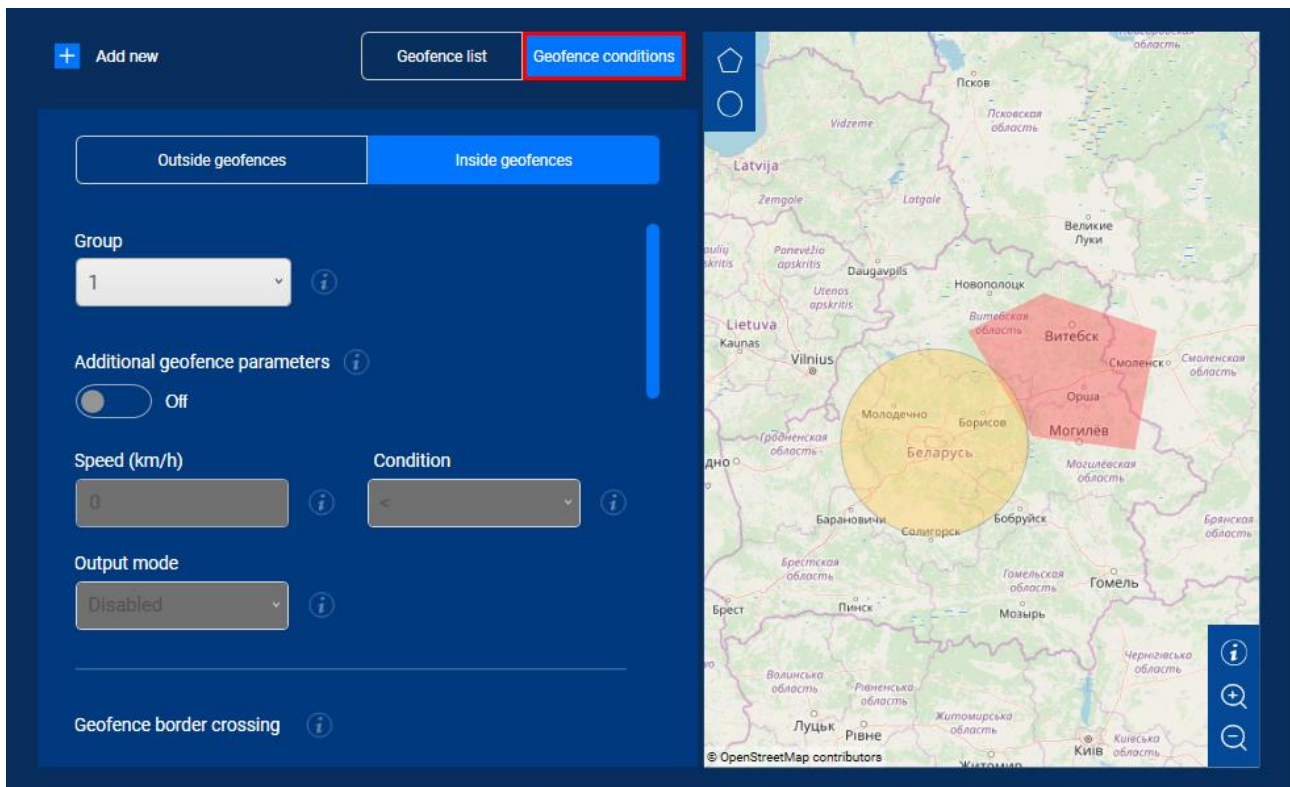 Add new
Geofence list
Geofence conditions
Outside geofences
Inside geofences
Group
1
Additional geofence parameters
Off
Speed (km/h)
Condition
0
<
Output mode
Disabled
Geofence border crossing
область
Псков
Псковская
область
Vidzeme
Latvija
Zemgale
Latgale
Великие
Луки
Panevėžio
apskritis
Daugavpils
Новополоцк
Utenos
apskritis
Витебская
область
Витебск
Lietuva
Kaunas
Vilnius
Смоленск
Смоленская
область
Орша
Молодечно
Борисов
Могилёв
Гродненская
область
Беларусь
Могилёвская
область
Барановичи
Солигорск
Бобруйск
Брянская
область
Брестская
область
Гомельская
область
Гомель
Брест
Пинск
Мозырь
Чернігівська
область
Волинська
область
Рівненська
область
Луцьк
Рівне
Житомирська
область
Київ
Київська
область
© OpenStreetMap contributors
Житомир